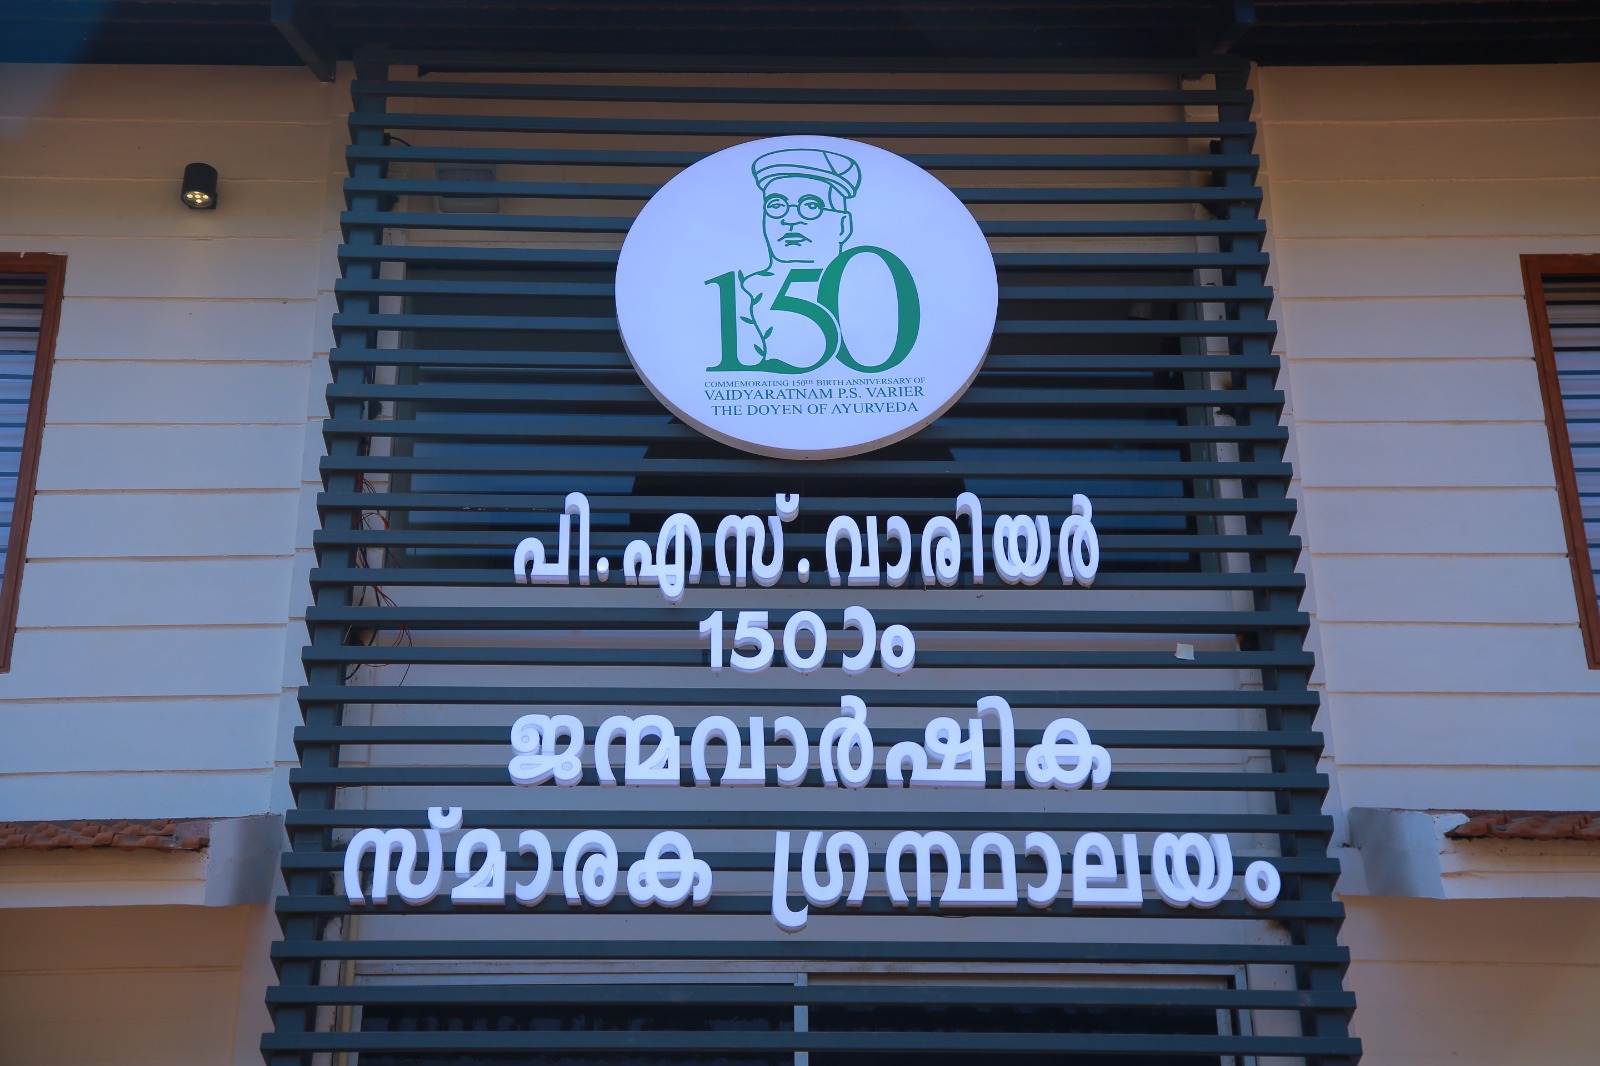 150
COMMEMORATING 150TH BIRTH ANNIVERSARY OF
VAIDYARATNAM P.S. VARIER
THE DOYEN OF AYURVEDA
പി.എസ്.വാരിയർ
150ാം
ജന്മവാർഷിക
സ്മാരക ഗ്രന്ഥാലയം